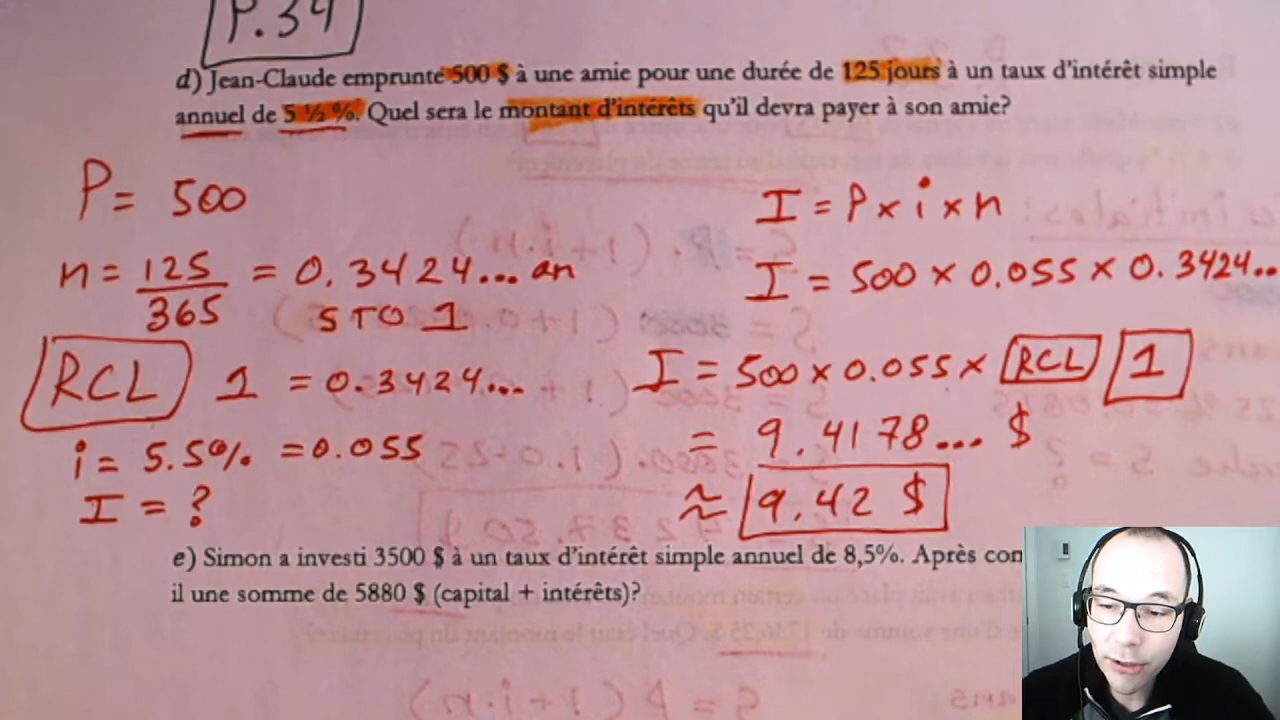 P.34
d) Jean-Claude emprunte 500 $ à une amie pour une durée de 125 jours à un taux d'intérêt simple
annuel de 5 ½ %. Quel sera le montant d'intérêts qu'il devra payer à son amie?
P = 500
n = 125/365 = 0.3424... an
STO 1
RCL 1 = 0.3424...
i = 5.5% = 0.055
I = ?
I = P × i × n
I = 500 × 0.055 × 0.3424...
I = 500 × 0.055 × RCL 1
= 9.4178... $
≈ 9.42 $
e) Simon a investi 3500 $ à un taux d'intérêt simple annuel de 8,5%. Après
il une somme de 5880 $ (capital + intérêts)?